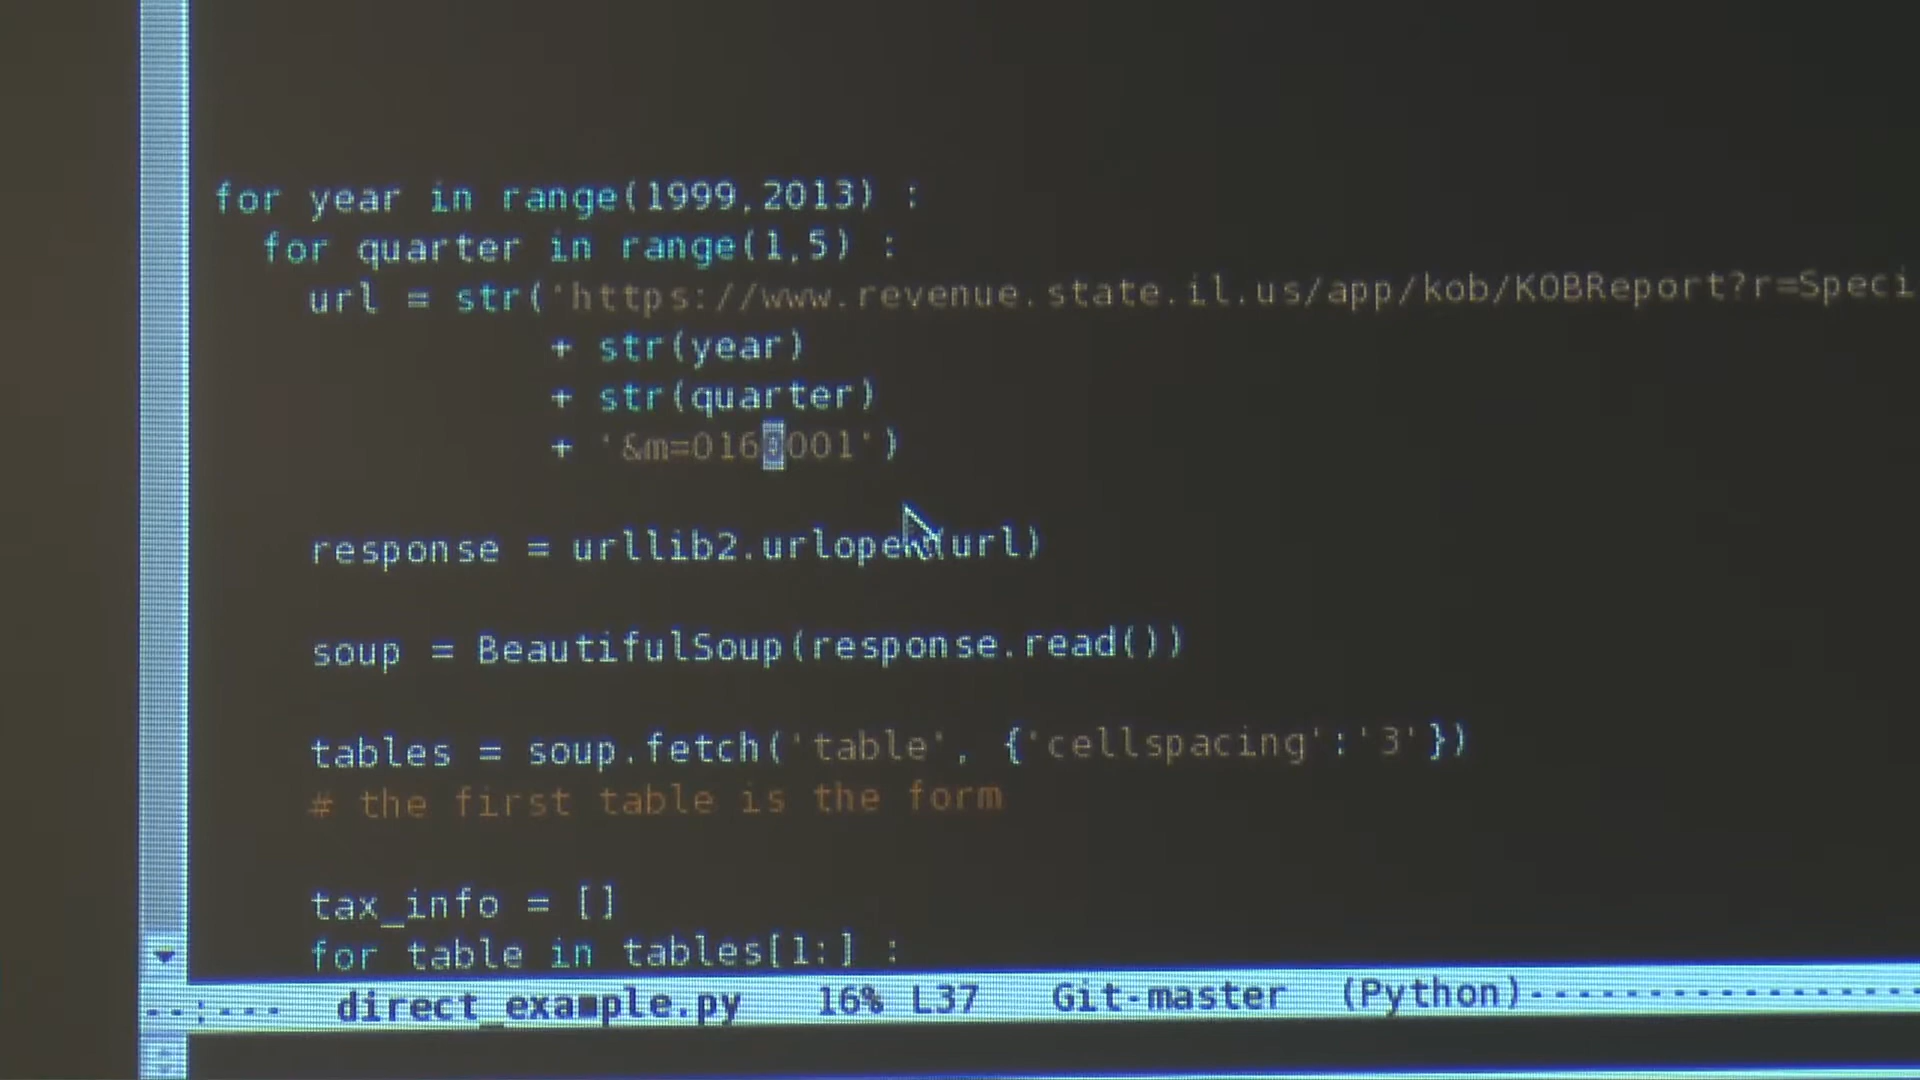 for year in range(1999,2013) :
for quarter in range(1,5) :
url = str('https://www.revenue.state.il.us/app/kob/KOBReport?r=Speci
+ str(year)
+ str(quarter)
+ '&m=0160001')
response = urllib2.urlopen(url)
soup = BeautifulSoup(response.read())
tables = soup.fetch('table', {'cellspacing':'3'})
# the first table is the form
tax_info = []
for table in tables[1:] :
--:--- direct_example.py 16% L37 Git-master (Python)-----------------